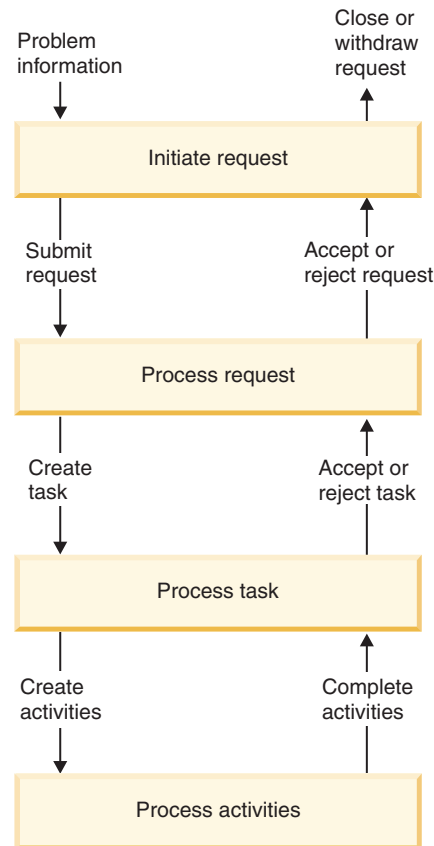 Problem
information
Close or
withdraw
request
Initiate request
Submit
request
Accept or
reject request
Process request
Create
task
Accept or
reject task
Process task
Create
activities
Complete
activities
Process activities